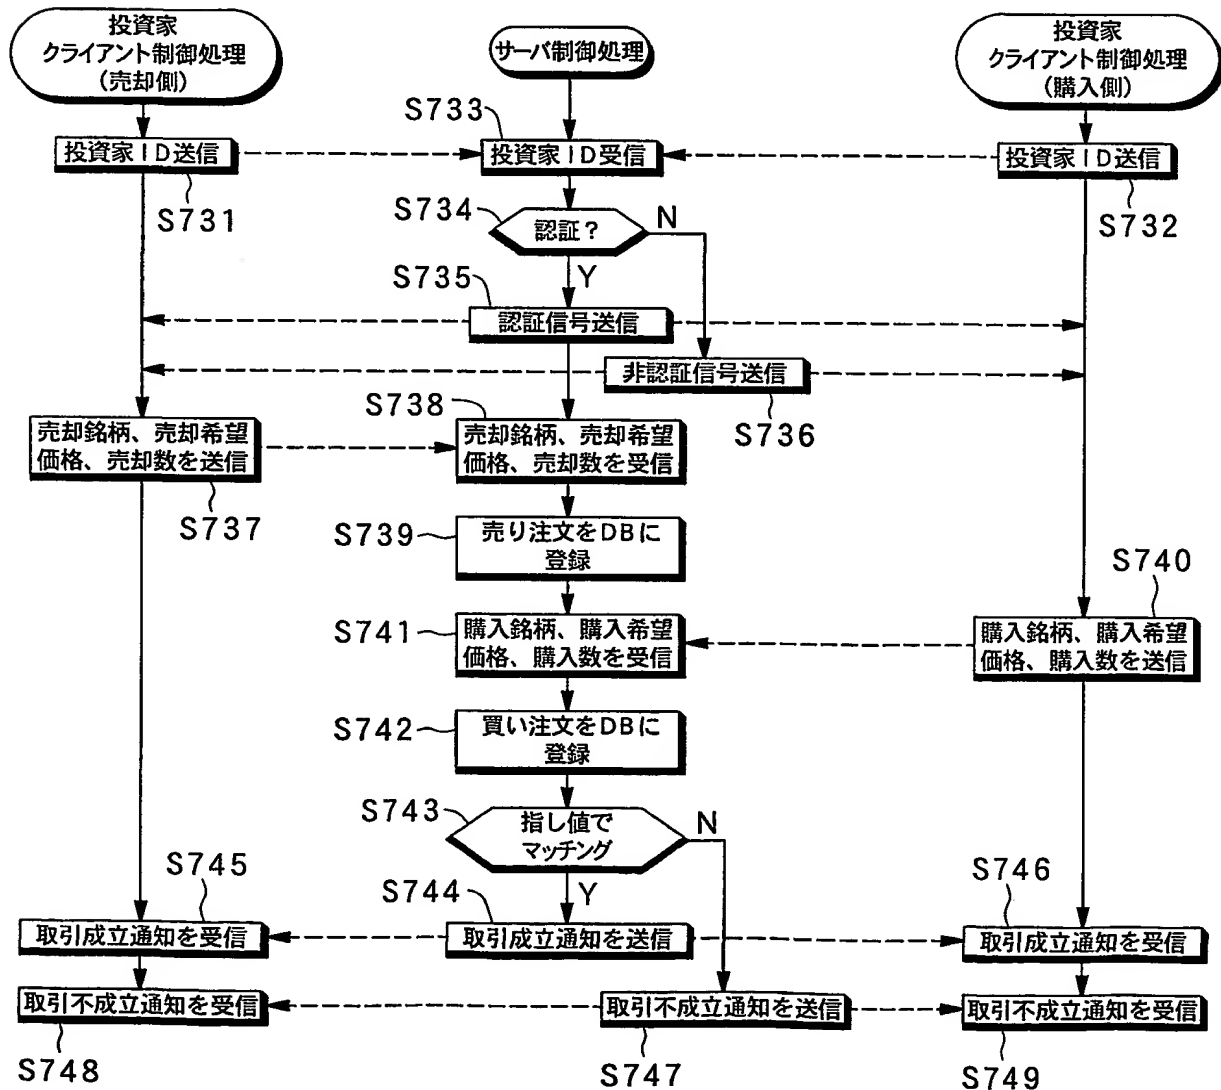 投資家
クライアント制御処理
(売却側)
サーバ制御処理
投資家
クライアント制御処理
(購入側)
S733
投資家ID送信
投資家ID受信
投資家ID送信
S731
S732
S734
認証?
N
Y
S735
認証信号送信
非認証信号送信
S736
S738
売却銘柄、売却希望
価格、売却数を送信
S737
売却銘柄、売却希望
価格、売却数を受信
S739
売り注文をDBに
登録
S740
S741
購入銘柄、購入希望
価格、購入数を受信
購入銘柄、購入希望
価格、購入数を送信
S742
買い注文をDBに
登録
S743
指し値で
マッチング
N
Y
S745
S744
S746
取引成立通知を受信
取引成立通知を送信
取引成立通知を受信
取引不成立通知を受信
取引不成立通知を送信
取引不成立通知を受信
S748
S747
S749